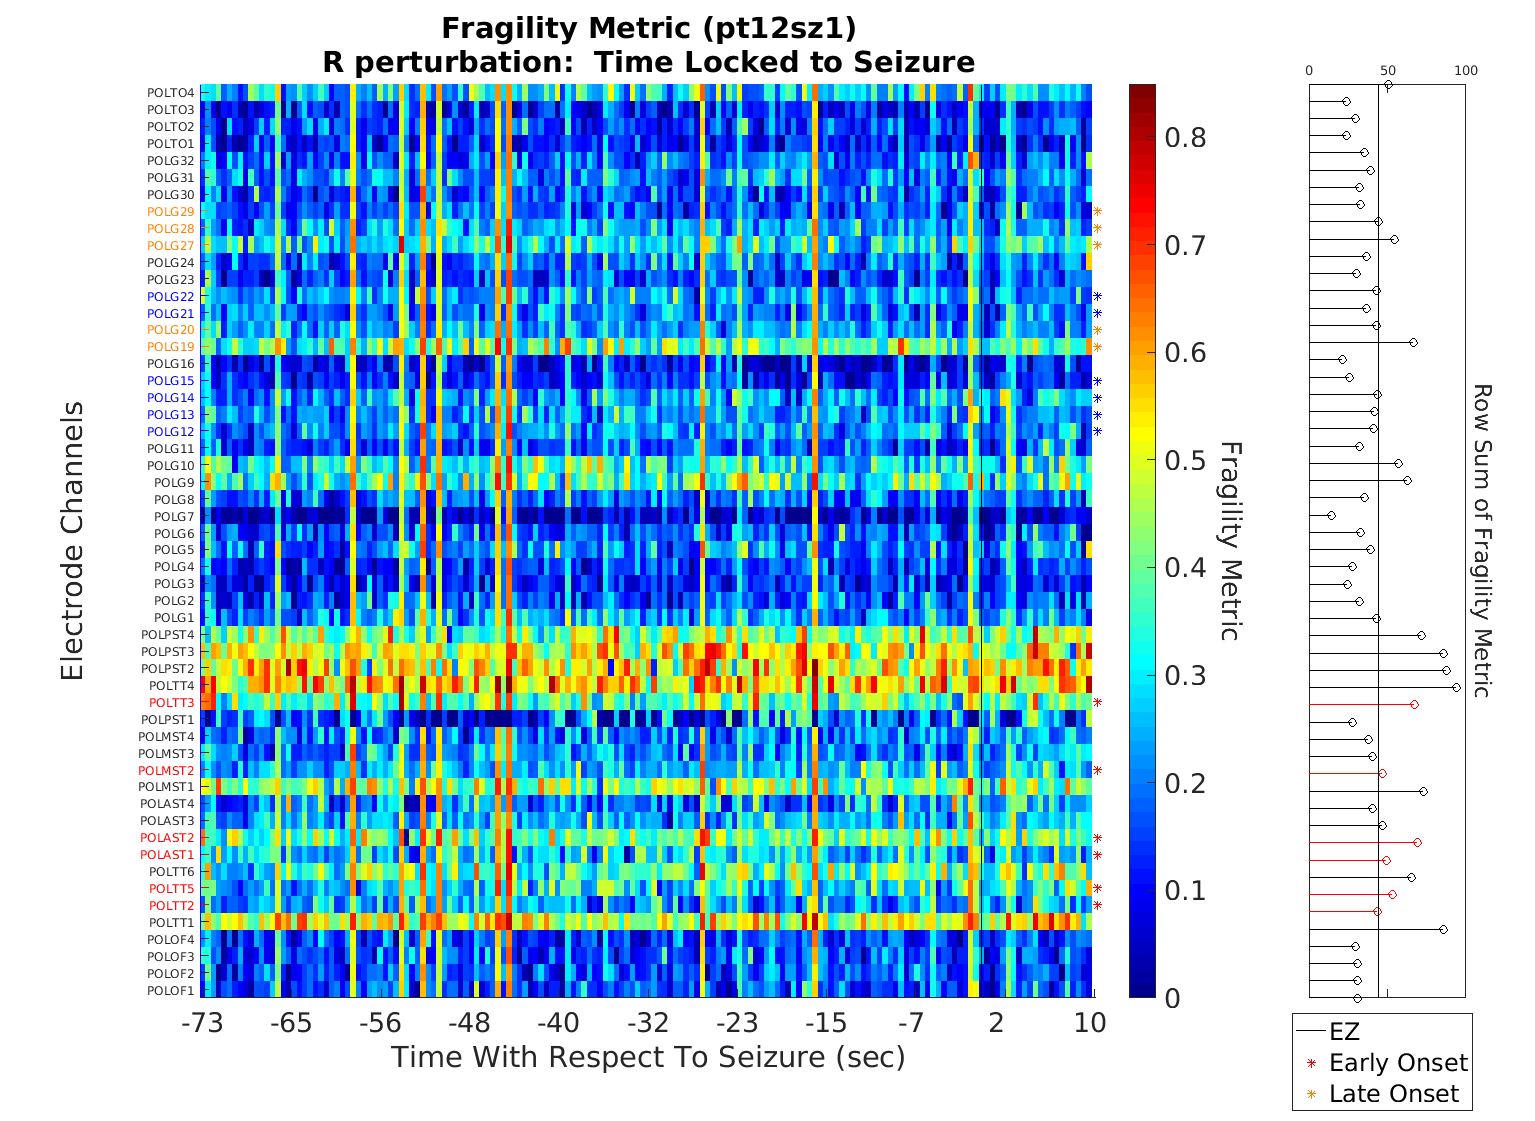 Fragility Metric (pt12sz1)
R perturbation:  Time Locked to Seizure
Electrode Channels
POLTO4
POLTO3
POLTO2
POLTO1
POLG32
POLG31
POLG30
POLG29
POLG28
POLG27
POLG24
POLG23
POLG22
POLG21
POLG20
POLG19
POLG16
POLG15
POLG14
POLG13
POLG12
POLG11
POLG10
POLG9
POLG8
POLG7
POLG6
POLG5
POLG4
POLG3
POLG2
POLG1
POLPST4
POLPST3
POLPST2
POLTT4
POLTT3
POLPST1
POLMST4
POLMST3
POLMST2
POLMST1
POLAST4
POLAST3
POLAST2
POLAST1
POLTT6
POLTT5
POLTT2
POLTT1
POLOF4
POLOF3
POLOF2
POLOF1
-73 -65 -56 -48 -40 -32 -23 -15 -7 2 10
Time With Respect To Seizure (sec)
0.8
0.7
0.6
0.5
0.4
0.3
0.2
0.1
0
Fragility Metric
0 50 100
Row Sum of Fragility Metric
EZ
Early Onset
Late Onset